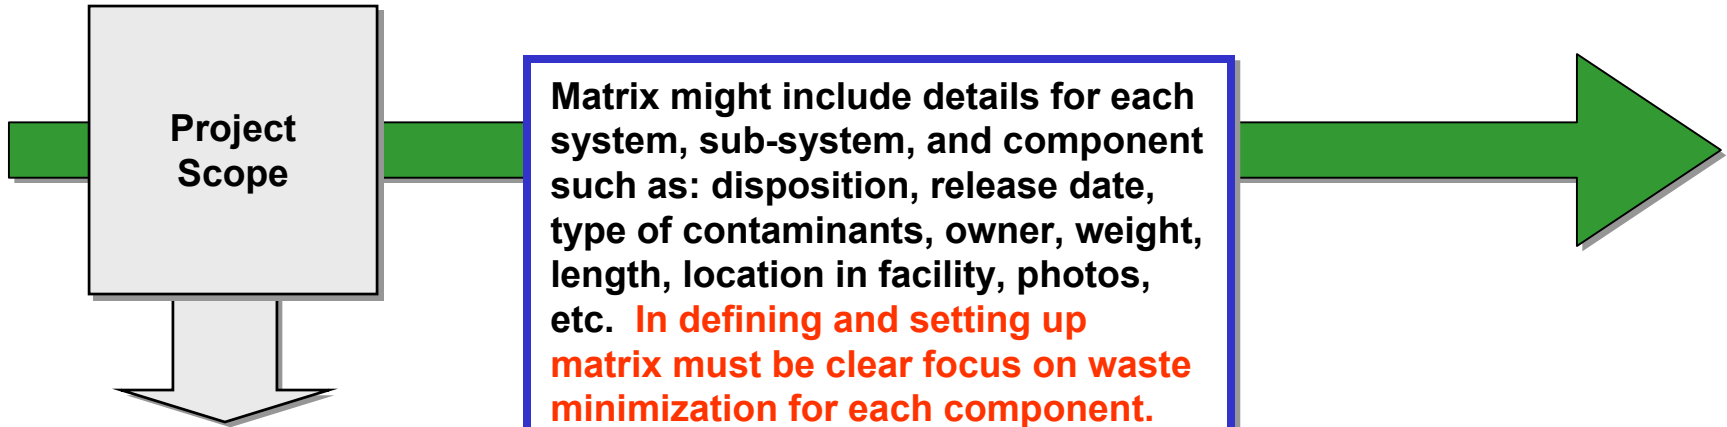 Project
Scope
Matrix might include details for each
system, sub-system, and component
such as: disposition, release date,
type of contaminants, owner, weight,
length, location in facility, photos,
etc.  In defining and setting up
matrix must be clear focus on waste
minimization for each component.